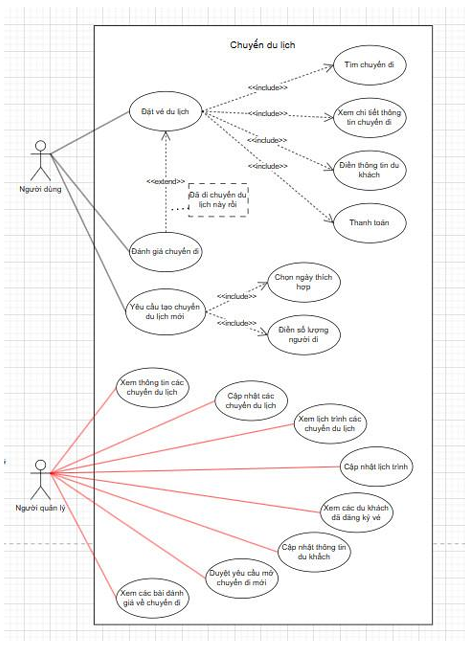 Chuyến du lịch
Tìm chuyến đi
<<include>>
Đặt vé du lịch
<<include>>
Xem chi tiết thông
tin chuyến đi
<<include>>
<<include>>
Điền thông tin du
khách
Người dùng
<<extend>>
Đã đi chuyến du
lịch này rồi
Thanh toán
Đánh giá chuyến đi
Chọn ngày thích
hợp
<<include>>
Yêu cầu tạo chuyến
du lịch mới
<<include>>
Điền số lượng
người đi
Xem thông tin các
chuyến du lịch
Cập nhật các
chuyến du lịch
Xem lịch trình các
chuyến du lịch
Cập nhật lịch trình
Người quản lý
Xem các du khách
đã đăng ký vé
Cập nhật thông tin
du khách
Duyệt yêu cầu mở
chuyến đi mới
Xem các bài đánh
giá về chuyến đi